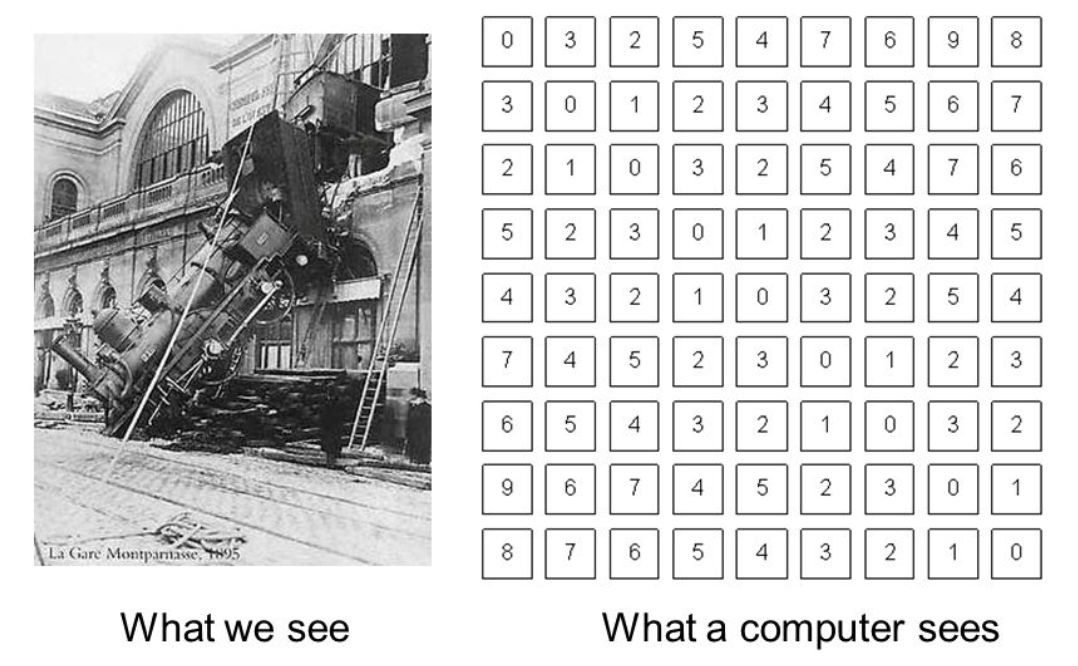 0 3 2 5 4 7 6 9 8
3 0 1 2 3 4 5 6 7
2 1 0 3 2 5 4 7 6
5 2 3 0 1 2 3 4 5
4 3 2 1 0 3 2 5 4
7 4 5 2 3 0 1 2 3
6 5 4 3 2 1 0 3 2
9 6 7 4 5 2 3 0 1
8 7 6 5 4 3 2 1 0
La Gare Montparnasse, 1895
What we see
What a computer sees